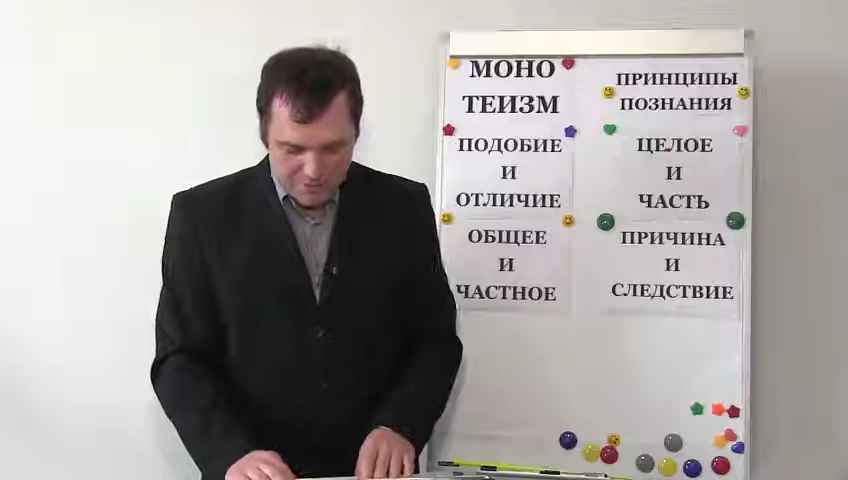 МОНО
ТЕИЗМ
ПОДОБИЕ
И
ОТЛИЧИЕ
ОБЩЕЕ
И
ЧАСТНОЕ
ПРИНЦИПЫ
ПОЗНАНИЯ
ЦЕЛОЕ
И
ЧАСТЬ
ПРИЧИНА
И
СЛЕДСТВИЕ